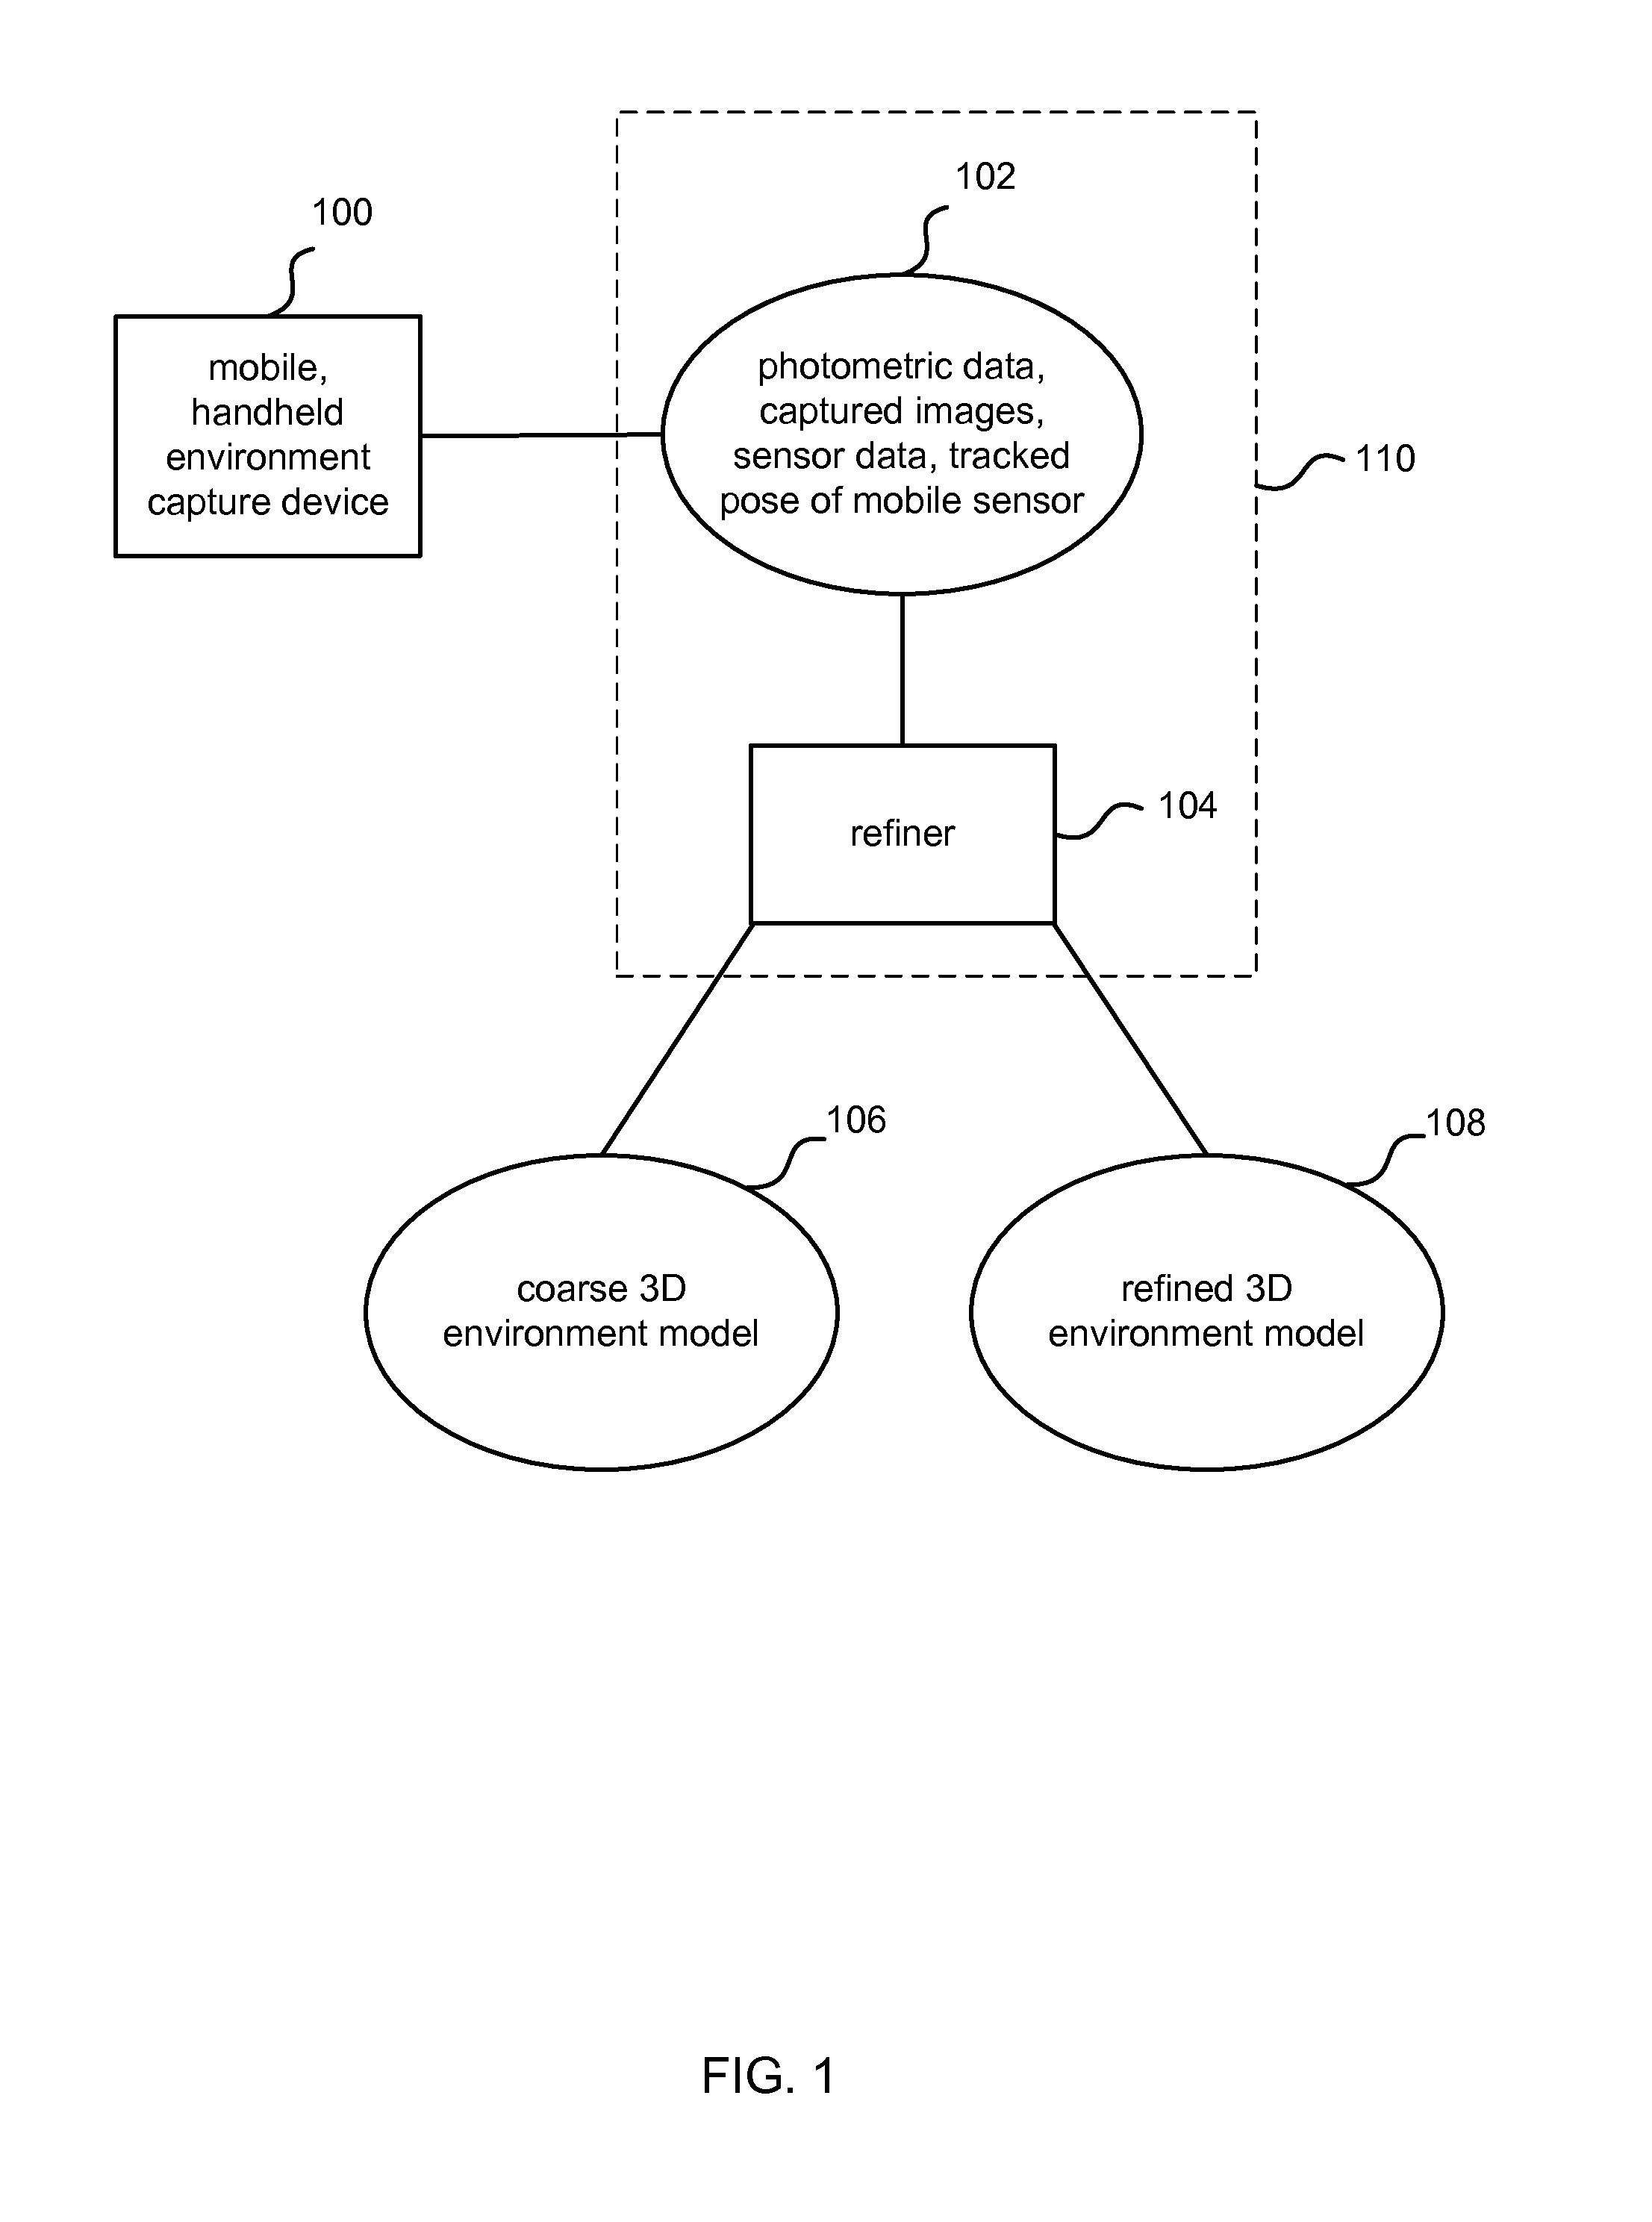 102
100
mobile,
handheld
environment
capture device
photometric data,
captured images,
sensor data, tracked
pose of mobile sensor
110
refiner
104
106
108
coarse 3D
environment model
refined 3D
environment model
FIG. 1